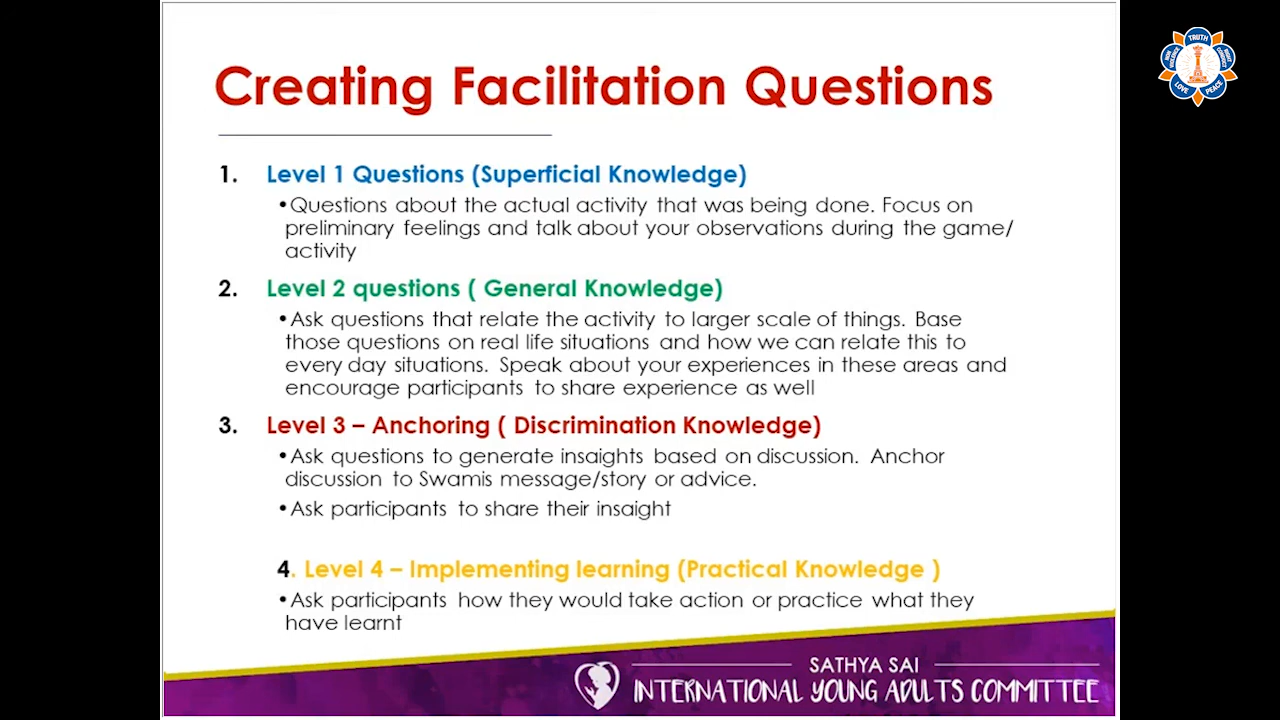 Creating Facilitation Questions
1. Level 1 Questions (Superficial Knowledge)
•Questions about the actual activity that was being done. Focus on
preliminary feelings and talk about your observations during the game/
activity
2. Level 2 questions ( General Knowledge)
•Ask questions that relate the activity to larger scale of things. Base
those questions on real life situations and how we can relate this to
every day situations. Speak about your experiences in these areas and
encourage participants to share experience as well
3. Level 3 – Anchoring ( Discrimination Knowledge)
•Ask questions to generate insaights based on discussion. Anchor
discussion to Swamis message/story or advice.
•Ask participants to share their insaight
4. Level 4 – Implementing learning (Practical Knowledge )
•Ask participants how they would take action or practice what they
have learnt
SATHYA SAI
INTERNATIONAL YOUNG ADULTS COMMITTEE
TRUTH
LOVE
PEACE